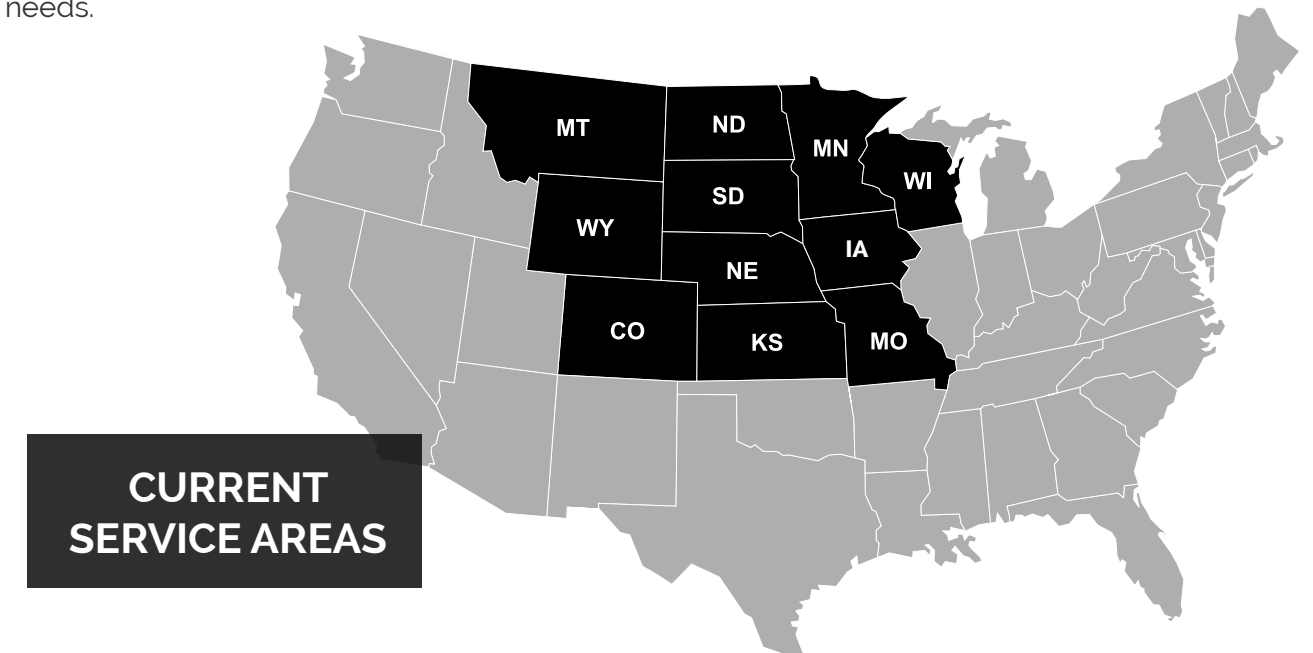 needs.
MT
ND
MN
WI
SD
WY
IA
NE
CO
KS
MO
CURRENT
SERVICE AREAS